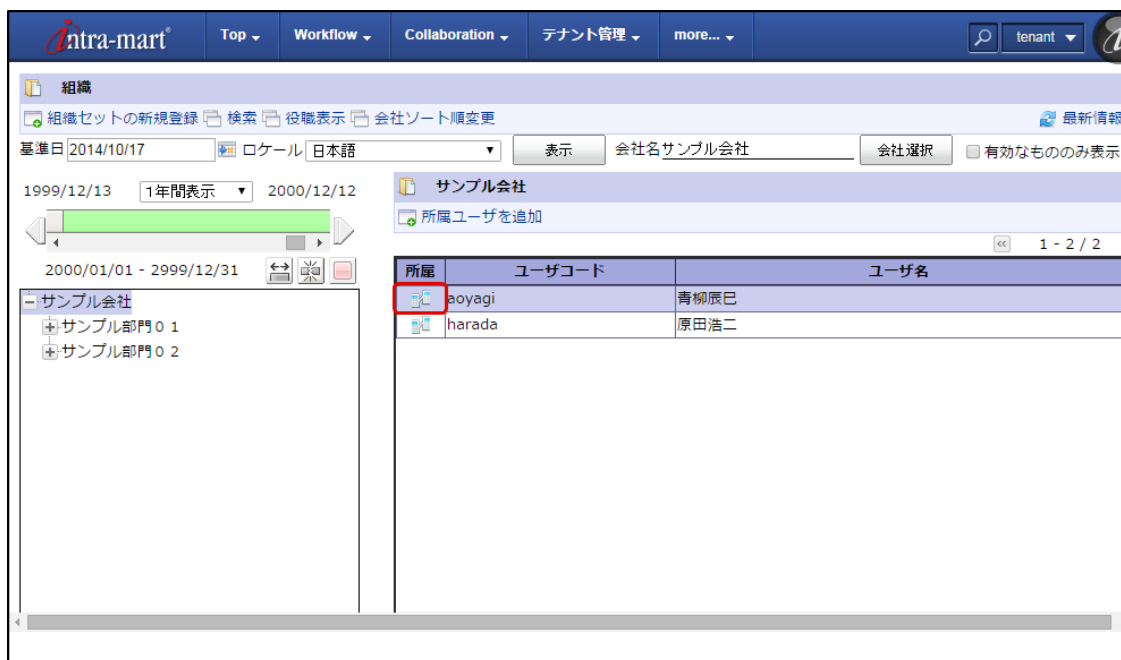 intra-mart® Top Workflow Collaboration テナント管理 more... tenant
組織
組織セットの新規登録 検索 役職表示 会社ソート順変更 最新情報
基準日 2014/10/17 ロケール 日本語 表示 会社名 サンプル会社 会社選択 有効なもののみ表示
1999/12/13 1年間表示 2000/12/12
2000/01/01 - 2999/12/31
サンプル会社
サンプル部門０１
サンプル部門０２
サンプル会社
所属ユーザを追加
1 - 2 / 2
所属 ユーザコード ユーザ名
aoyagi 青柳辰巳
harada 原田浩二